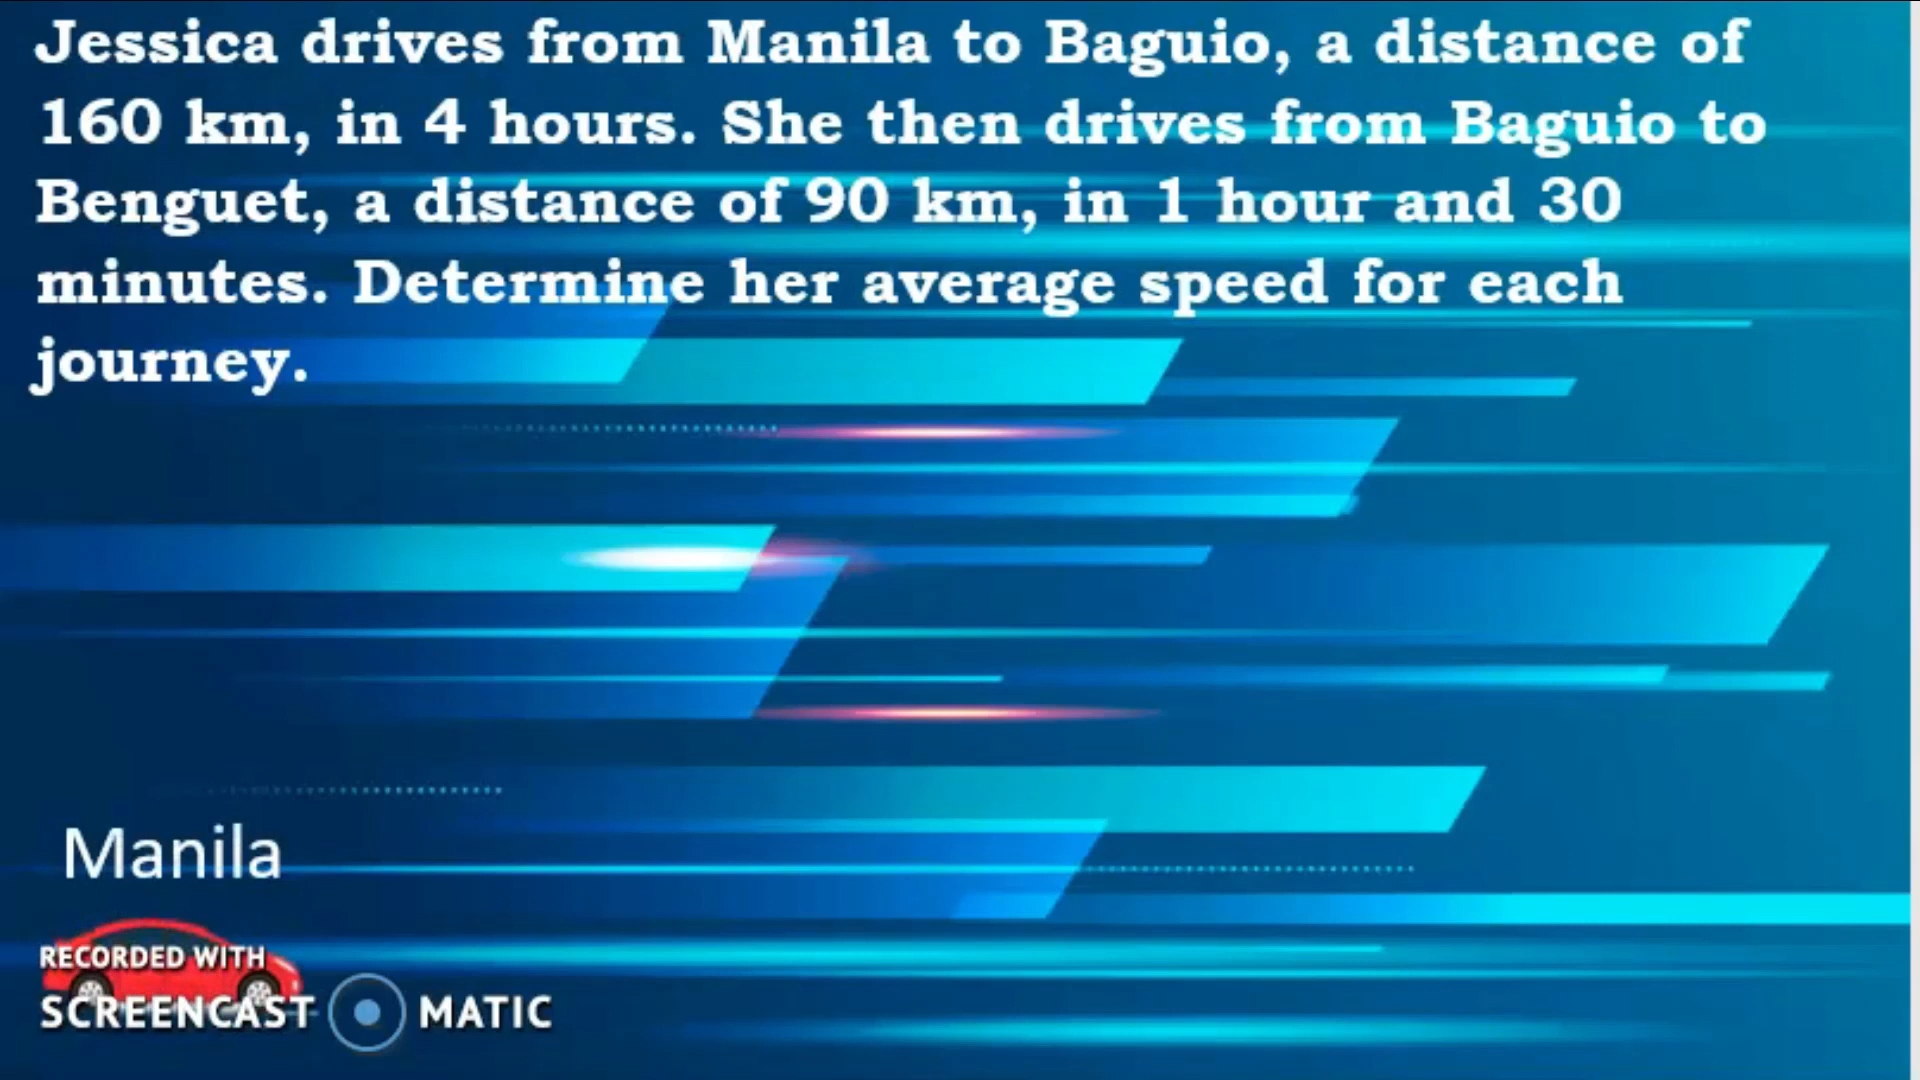 Jessica drives from Manila to Baguio, a distance of
160 km, in 4 hours. She then drives from Baguio to
Benguet, a distance of 90 km, in 1 hour and 30
minutes. Determine her average speed for each
journey.
Manila
RECORDED WITH
SCREENCAST MATIC